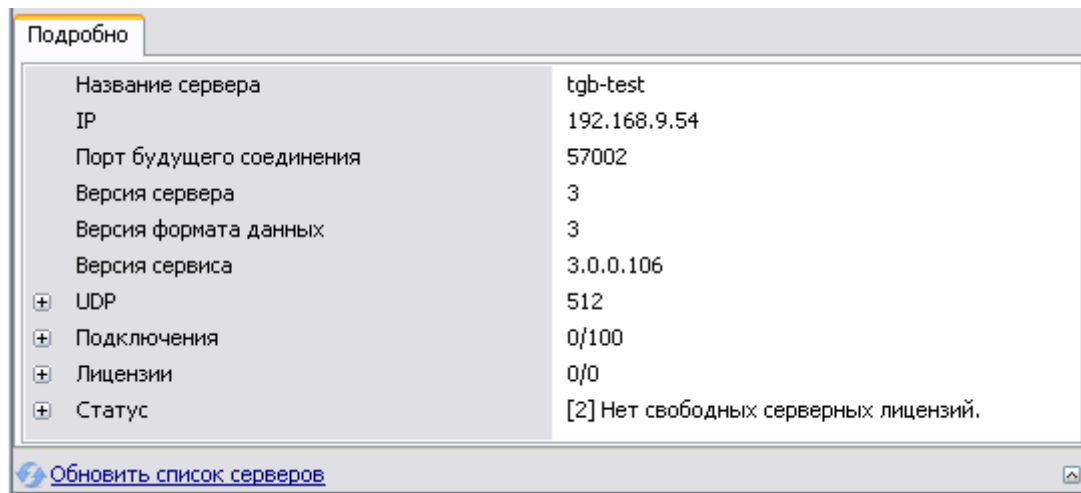 Подробно
Название сервера tgb-test
IP 192.168.9.54
Порт будущего соединения 57002
Версия сервера 3
Версия формата данных 3
Версия сервиса 3.0.0.106
UDP 512
Подключения 0/100
Лицензии 0/0
Статус [2] Нет свободных серверных лицензий.
Обновить список серверов